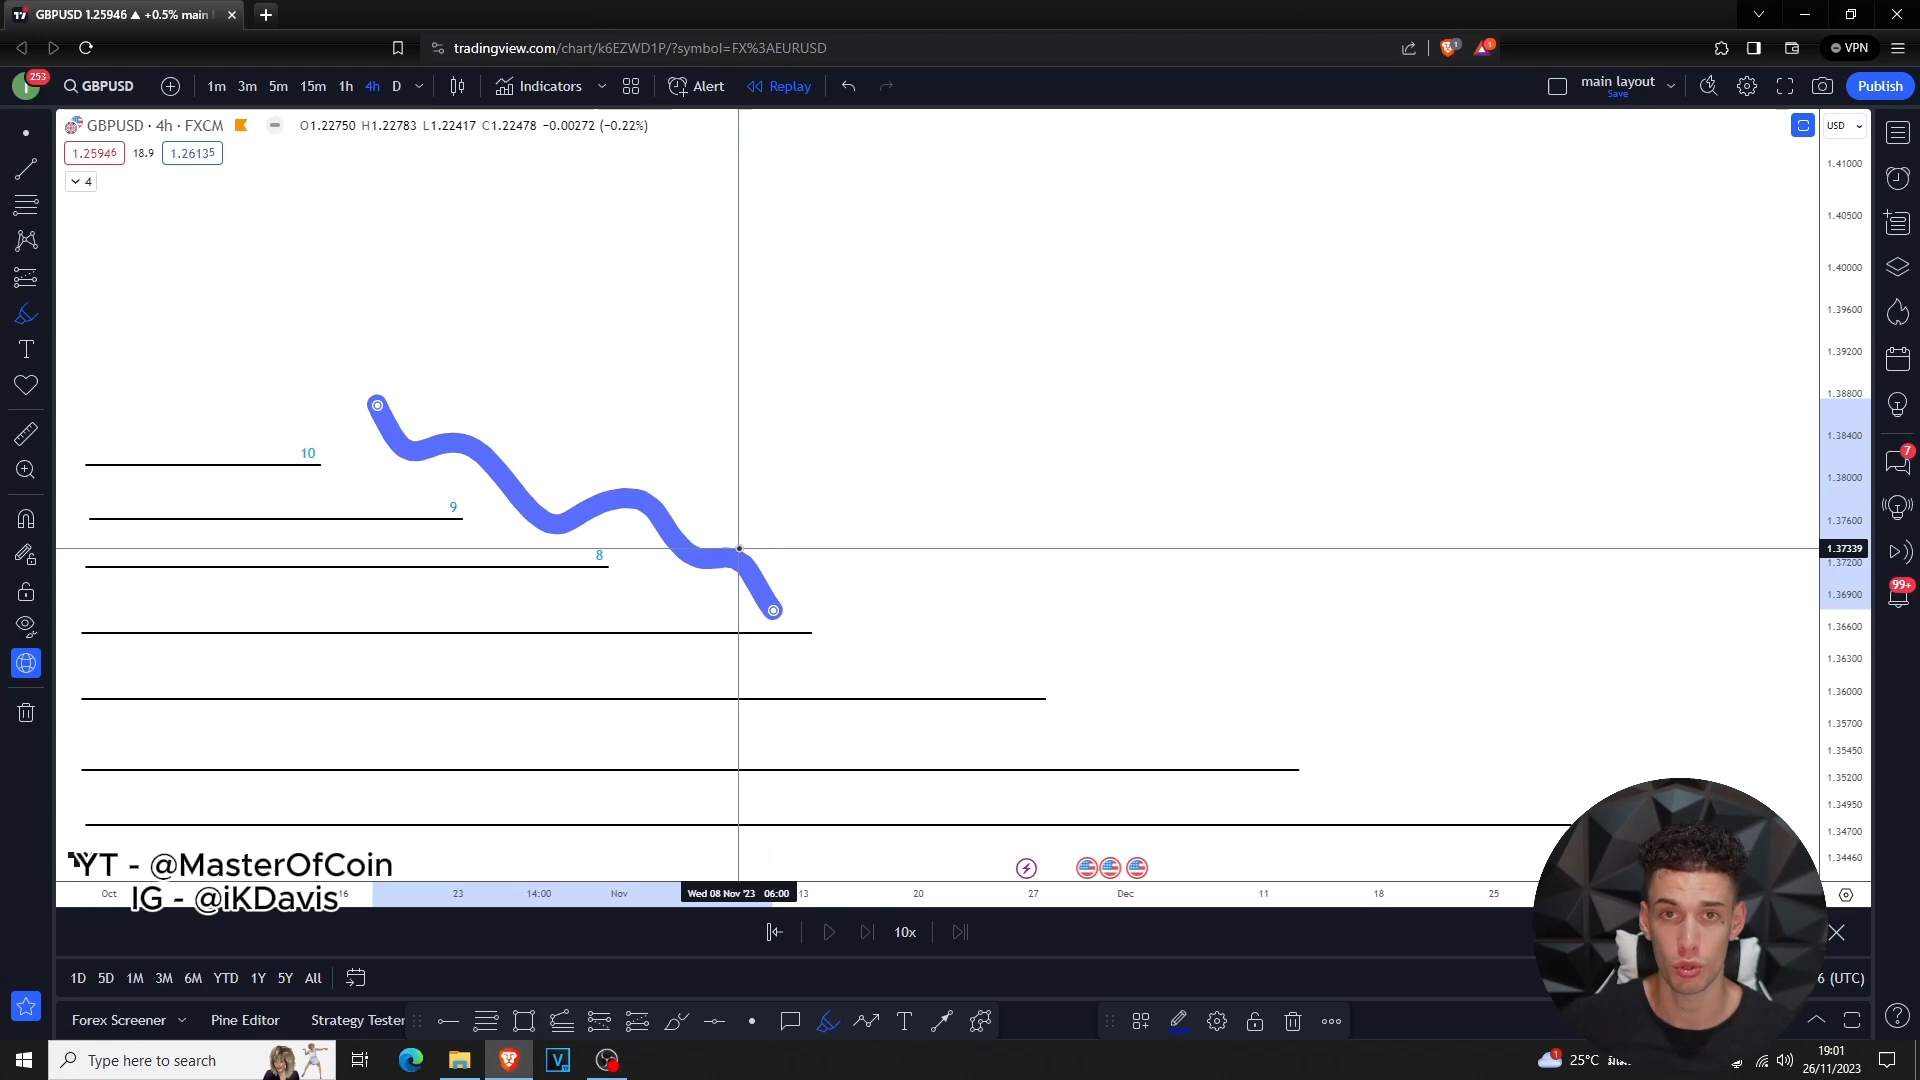 GBPUSD 1.25946 ▲ +0.5% main
tradingview.com/chart/k6EZWD1P/?symbol=FX%3AEURUSD
1
1
VPN
253
GBPUSD
1m 3m 5m 15m 1h 4h D
Indicators
Alert
Replay
main layout
Save
Publish
GBPUSD · 4h · FXCM
O1.22750 H1.22783 L1.22417 C1.22478 −0.00272 (−0.22%)
1.25946 18.9 1.26135
4
USD
1.41000
1.40500
1.40000
1.39600
1.39200
1.38800
1.38400
1.38000
1.37600
1.37339
1.37200
1.36900
1.36600
1.36300
1.36000
1.35700
1.35450
1.35200
1.34950
1.34700
1.34460
10
9
8
7
99+
YT - @MasterOfCoin
IG - @iKDavis
Oct 16 23 14:00 Nov Wed 08 Nov '23 06:00 13 20 27 Dec 11 18 25
10x
1D 5D 1M 3M 6M YTD 1Y 5Y All
6 (UTC)
Forex Screener Pine Editor Strategy Tester
Type here to search
1
25°C
19:01
26/11/2023